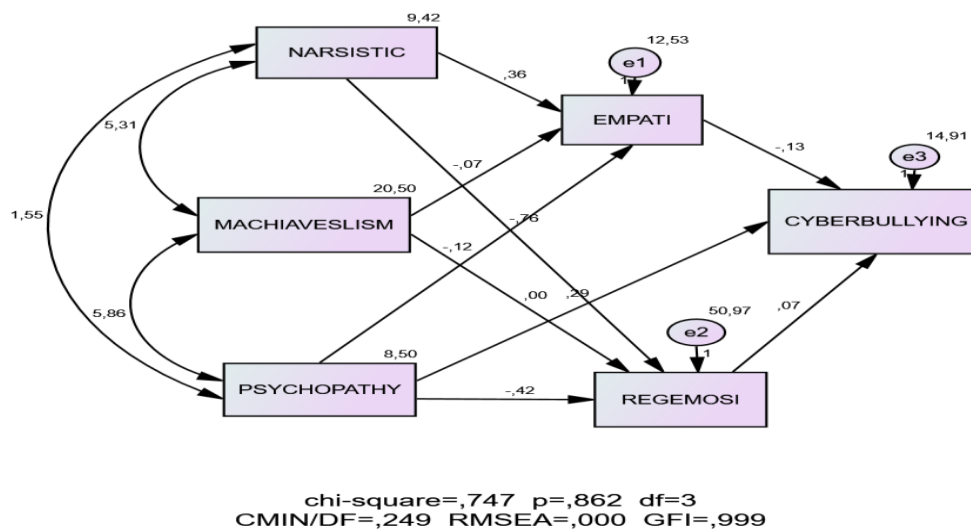 9,42
NARSISTIC
12,53
e1
1
,36
EMPATI
14,91
e3
1
-,13
5,31
-,07
20,50
1,55
MACHIAVESLISM
-,76
CYBERBULLYING
-,12
,00
,29
5,86
50,97
,07
e2
1
8,50
PSYCHOPATHY
-,42
REGEMOSI
chi-square=,747 p=,862 df=3
CMIN/DF=,249 RMSEA=,000 GFI=,999